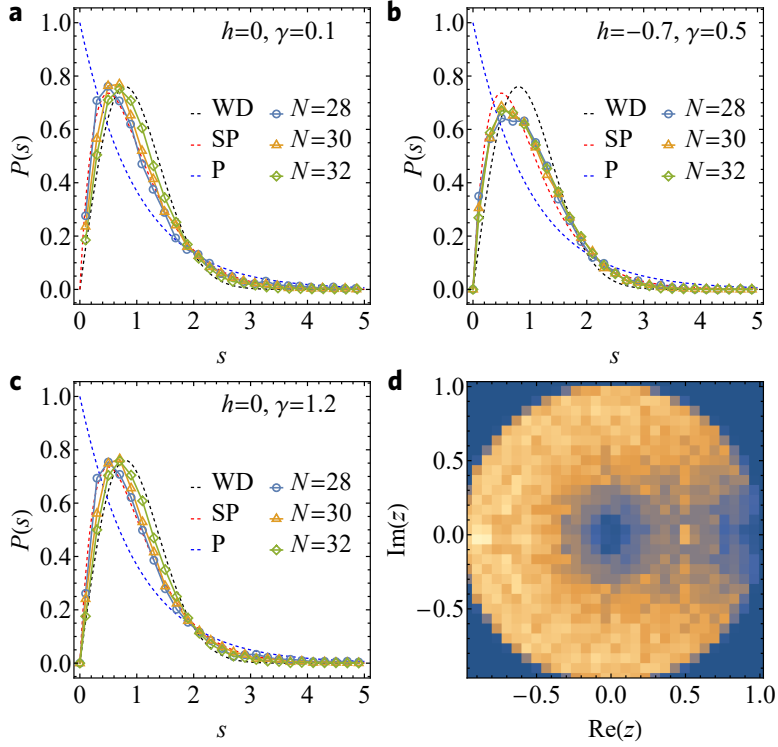 a
h=0, γ=0.1
1.0
0.8
0.6
0.4
0.2
0.0
P(s)
WD
SP
P
N=28
N=30
N=32
0 1 2 3 4 5
s
b
h=−0.7, γ=0.5
1.0
0.8
0.6
0.4
0.2
0.0
P(s)
WD
SP
P
N=28
N=30
N=32
0 1 2 3 4 5
s
c
h=0, γ=1.2
1.0
0.8
0.6
0.4
0.2
0.0
P(s)
WD
SP
P
N=28
N=30
N=32
0 1 2 3 4 5
s
d
1.0
0.5
0.0
−0.5
Im(z)
−0.5 0.0 0.5 1.0
Re(z)